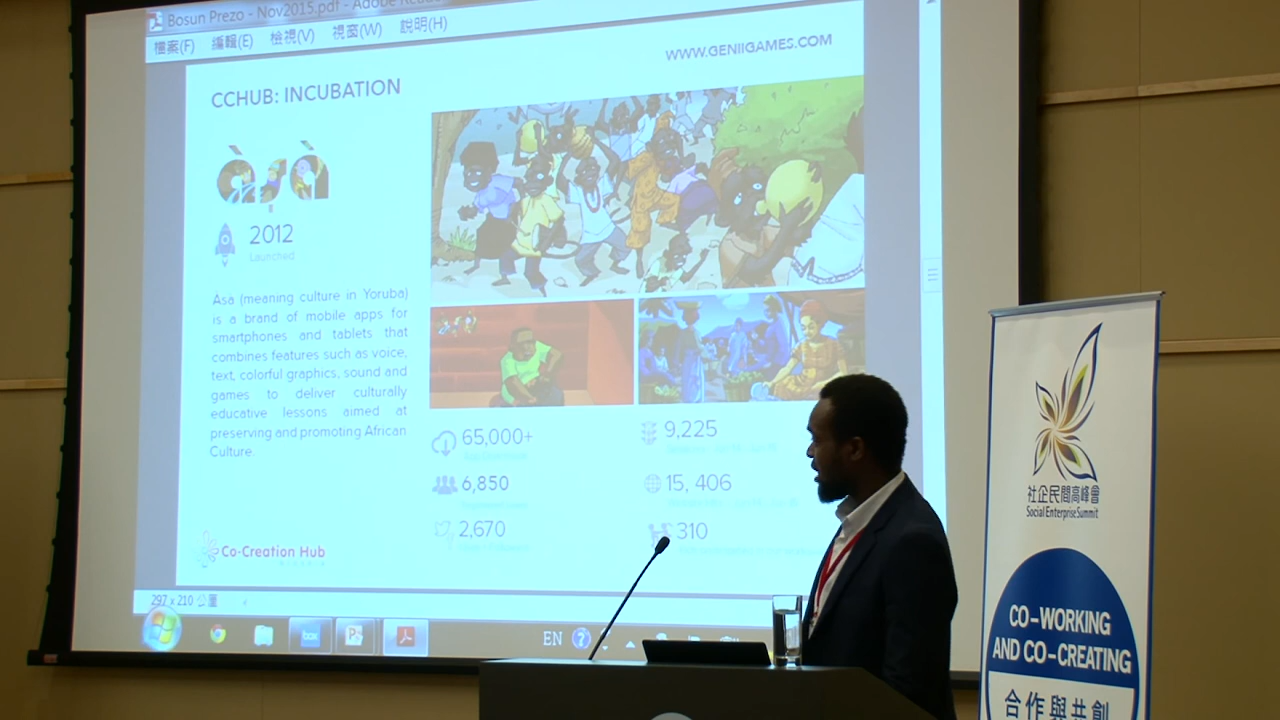 Bosun Prezo - Nov2015.pdf - Adobe
檔案(F) 編輯(E) 檢視(V) 視窗(W) 說明(H)
WWW.GENIIGAMES.COM
CCHUB: INCUBATION
àsà
2012
Launched
Àsà (meaning culture in Yoruba)
is a brand of mobile apps for
smartphones and tablets that
combines features such as voice,
text, colorful graphics, sound and
games to deliver culturally
educative lessons aimed at
preserving and promoting African
Culture.
65,000+
9,225
6,850
15, 406
2,670
310
Co-Creation Hub
NIGERIA
297 x 210 公釐
box
EN
社企民間高峰會
Social Enterprise Summit
CO-WORKING
AND CO-CREATING
合作與共創